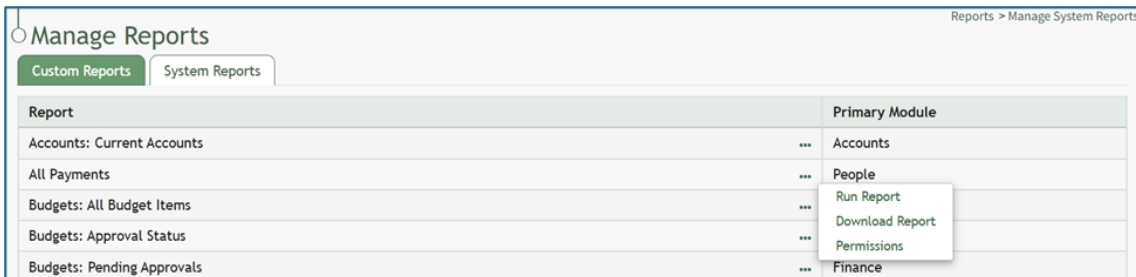 Reports > Manage System Reports
Manage Reports
Custom Reports System Reports
Report Primary Module
Accounts: Current Accounts ... Accounts
All Payments ... People
Budgets: All Budget Items ... Run Report
Download Report
Budgets: Approval Status ...
Permissions
Budgets: Pending Approvals ... Finance